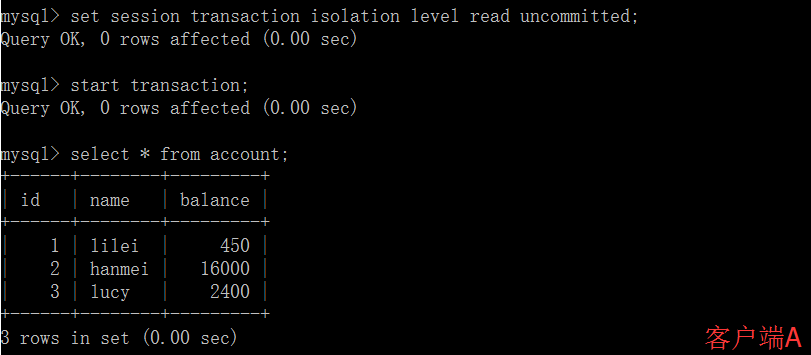 mysql> set session transaction isolation level read uncommitted;
Query OK, 0 rows affected (0.00 sec)
mysql> start transaction;
Query OK, 0 rows affected (0.00 sec)
mysql> select * from account;
+------+--------+---------+
| id | name | balance |
+------+--------+---------+
| 1 | lilei | 450 |
| 2 | hanmei | 16000 |
| 3 | lucy | 2400 |
+------+--------+---------+
3 rows in set (0.00 sec)
客户端A